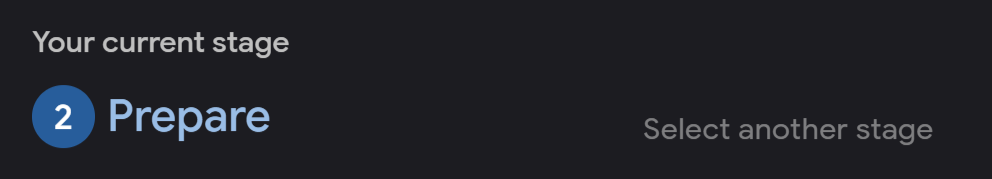 Your current stage
2 Prepare
Select another stage